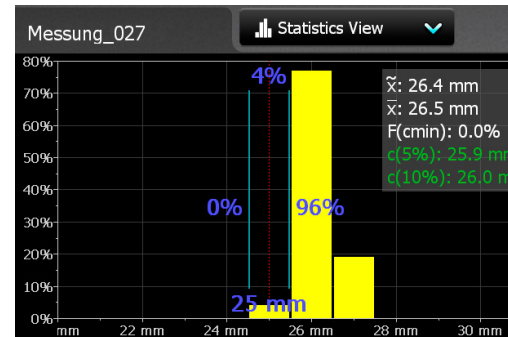 Messung_027
Statistics View
80%
70%
60%
50%
40%
30%
20%
10%
0%
4%
0%
96%
25 mm
x̃: 26.4 mm
x̅: 26.5 mm
F(cmin): 0.0%
c(5%): 25.9 mm
c(10%): 26.0 m
mm
22 mm
24 mm
26 mm
28 mm
30 mm